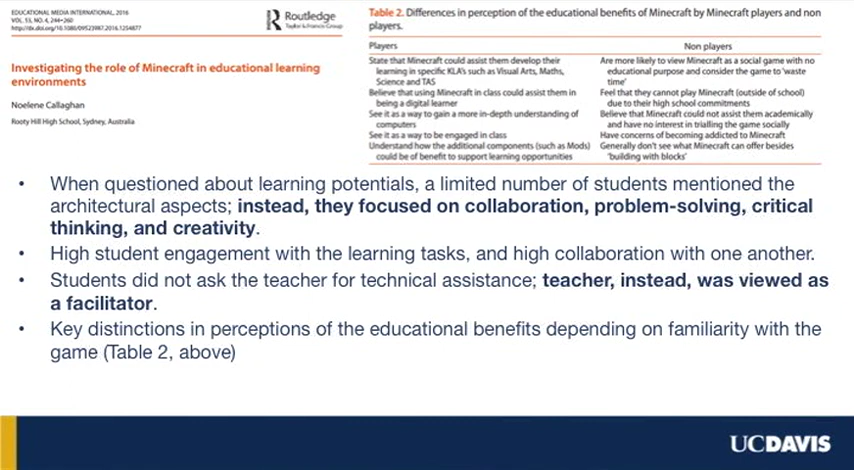 EDUCATIONAL MEDIA INTERNATIONAL, 2016
VOL. 53, NO. 4, 244–260
http://dx.doi.org/10.1080/09523987.2016.1254877
Routledge
Taylor & Francis Group
Investigating the role of Minecraft in educational learning
environments
Noelene Callaghan
Rooty Hill High School, Sydney, Australia
Table 2. Differences in perception of the educational benefits of Minecraft by Minecraft players and non
players.
Players
State that Minecraft could assist them develop their
learning in specific KLA's such as Visual Arts, Maths,
Science and TAS
Believe that using Minecraft in class could assist them in
being a digital learner
See it as a way to gain a more in-depth understanding of
computers
See it as a way to be engaged in class
Understand how the additional components (such as Mods)
could be of benefit to support learning opportunities
Non players
Are more likely to view Minecraft as a social game with no
educational purpose and consider the game to 'waste
time'
Feel that they cannot play Minecraft (outside of school)
due to their high school commitments
Believe that Minecraft could not assist them academically
and have no interest in trialling the game socially
Have concerns of becoming addicted to Minecraft
Generally don't see what Minecraft can offer besides
'building with blocks'
• When questioned about learning potentials, a limited number of students mentioned the
architectural aspects; instead, they focused on collaboration, problem-solving, critical
thinking, and creativity.
• High student engagement with the learning tasks, and high collaboration with one another.
• Students did not ask the teacher for technical assistance; teacher, instead, was viewed as
a facilitator.
• Key distinctions in perceptions of the educational benefits depending on familiarity with the
game (Table 2, above)
UCDAVIS